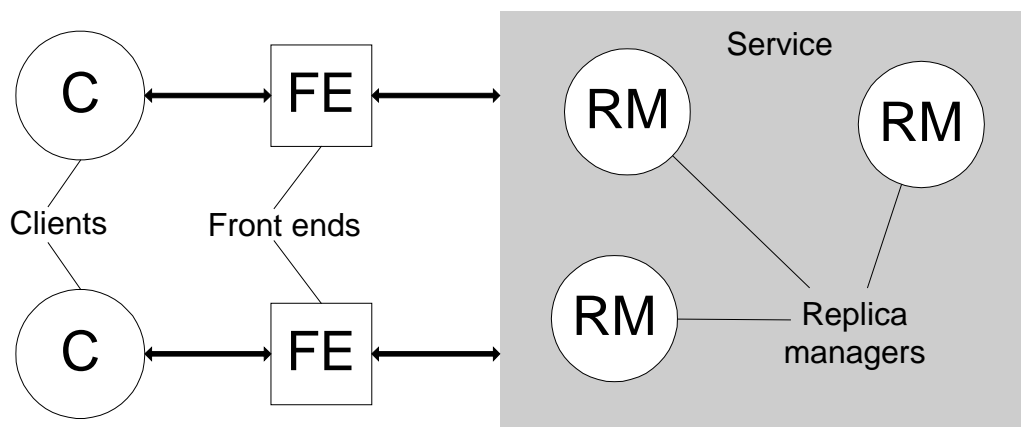 Service
C
FE
RM
RM
Clients
Front ends
C
FE
RM
Replica
managers